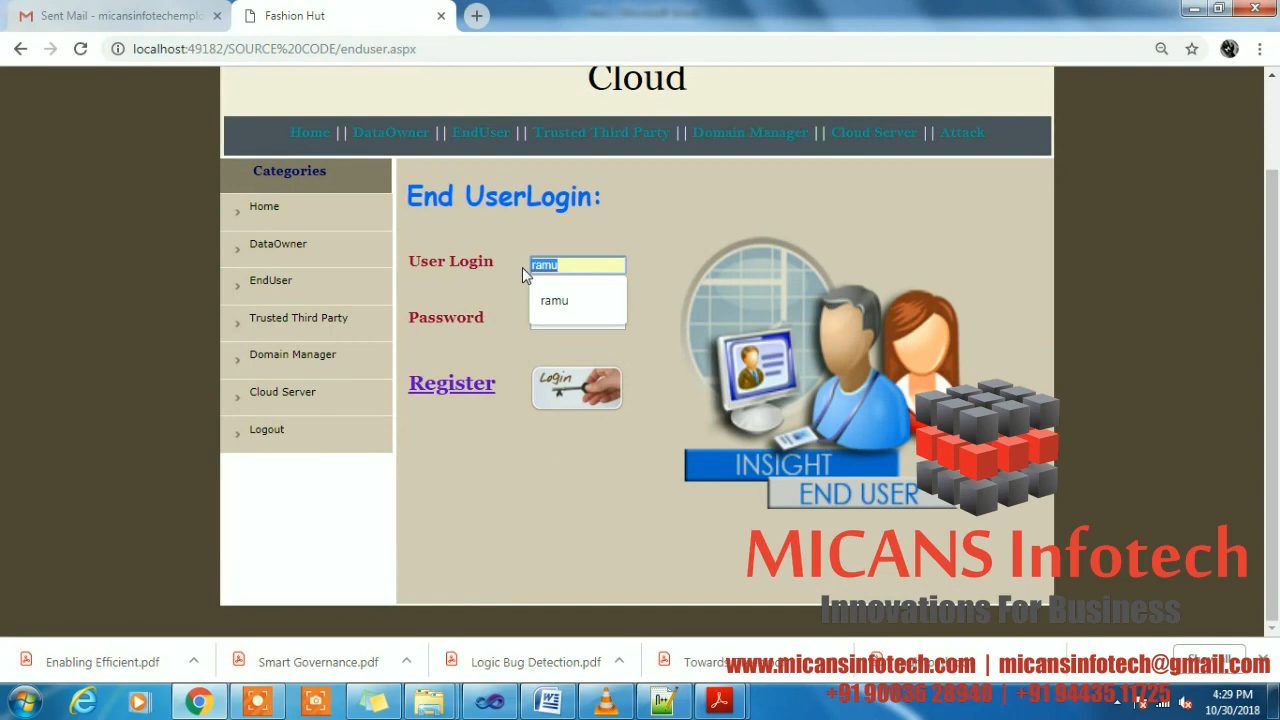 Sent Mail - micansinfotechemplo
Fashion Hut
localhost:49182/SOURCE%20CODE/enduser.aspx
Cloud
Home || DataOwner || EndUser || Trusted Third Party || Domain Manager || Cloud Server || Attack
Categories
Home
DataOwner
EndUser
Trusted Third Party
Domain Manager
Cloud Server
Logout
End UserLogin:
User Login
ramu
ramu
Password
Register
Login
INSIGHT
END USER
MICANS Infotech
Innovations For Business
Enabling Efficient.pdf
Smart Governance.pdf
Logic Bug Detection.pdf
www.micansinfotech.com | micansinfotech@gmail.com
+91 90036 28940 | +91 94435 11725
4:29 PM
10/30/2018